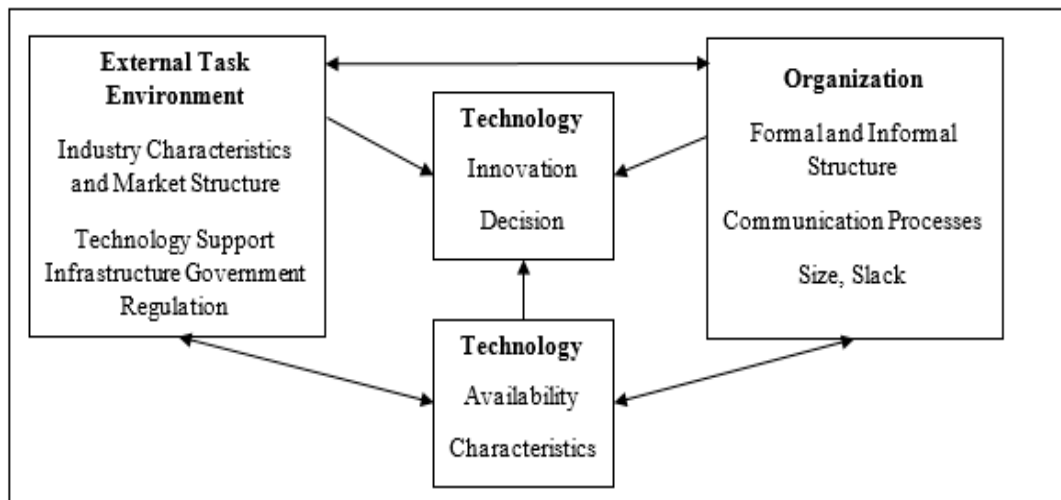 External Task
Environment
Industry Characteristics
and Market Structure
Technology Support
Infrastructure Government
Regulation
Technology
Innovation
Decision
Organization
Formal and Informal
Structure
Communication Processes
Size, Slack
Technology
Availability
Characteristics